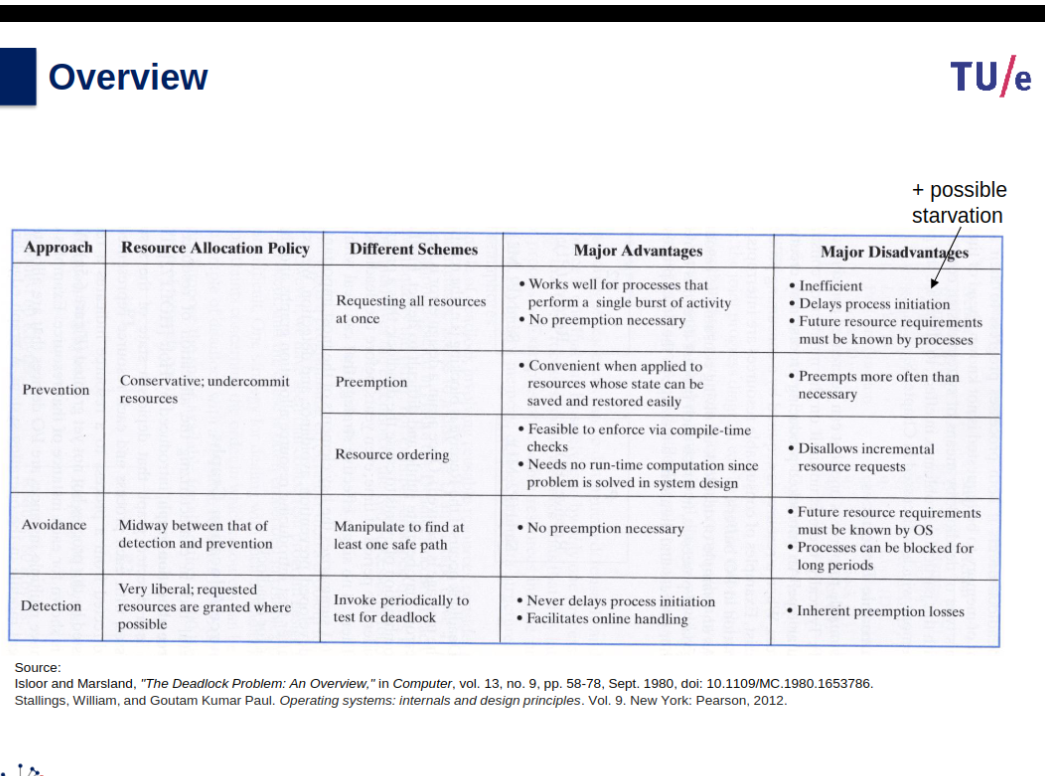 Overview
TU/e
+ possible
starvation
Approach
Resource Allocation Policy
Different Schemes
Major Advantages
Major Disadvantages
Prevention
Conservative; undercommit
resources
Requesting all resources
at once
• Works well for processes that
perform a single burst of activity
• No preemption necessary
• Inefficient
• Delays process initiation
• Future resource requirements
must be known by processes
Preemption
• Convenient when applied to
resources whose state can be
saved and restored easily
• Preempts more often than
necessary
Resource ordering
• Feasible to enforce via compile-time
checks
• Needs no run-time computation since
problem is solved in system design
• Disallows incremental
resource requests
Avoidance
Midway between that of
detection and prevention
Manipulate to find at
least one safe path
• No preemption necessary
• Future resource requirements
must be known by OS
• Processes can be blocked for
long periods
Detection
Very liberal; requested
resources are granted where
possible
Invoke periodically to
test for deadlock
• Never delays process initiation
• Facilitates online handling
• Inherent preemption losses
Source:
Isloor and Marsland, "The Deadlock Problem: An Overview," in Computer, vol. 13, no. 9, pp. 58-78, Sept. 1980, doi: 10.1109/MC.1980.1653786.
Stallings, William, and Goutam Kumar Paul. Operating systems: internals and design principles. Vol. 9. New York: Pearson, 2012.